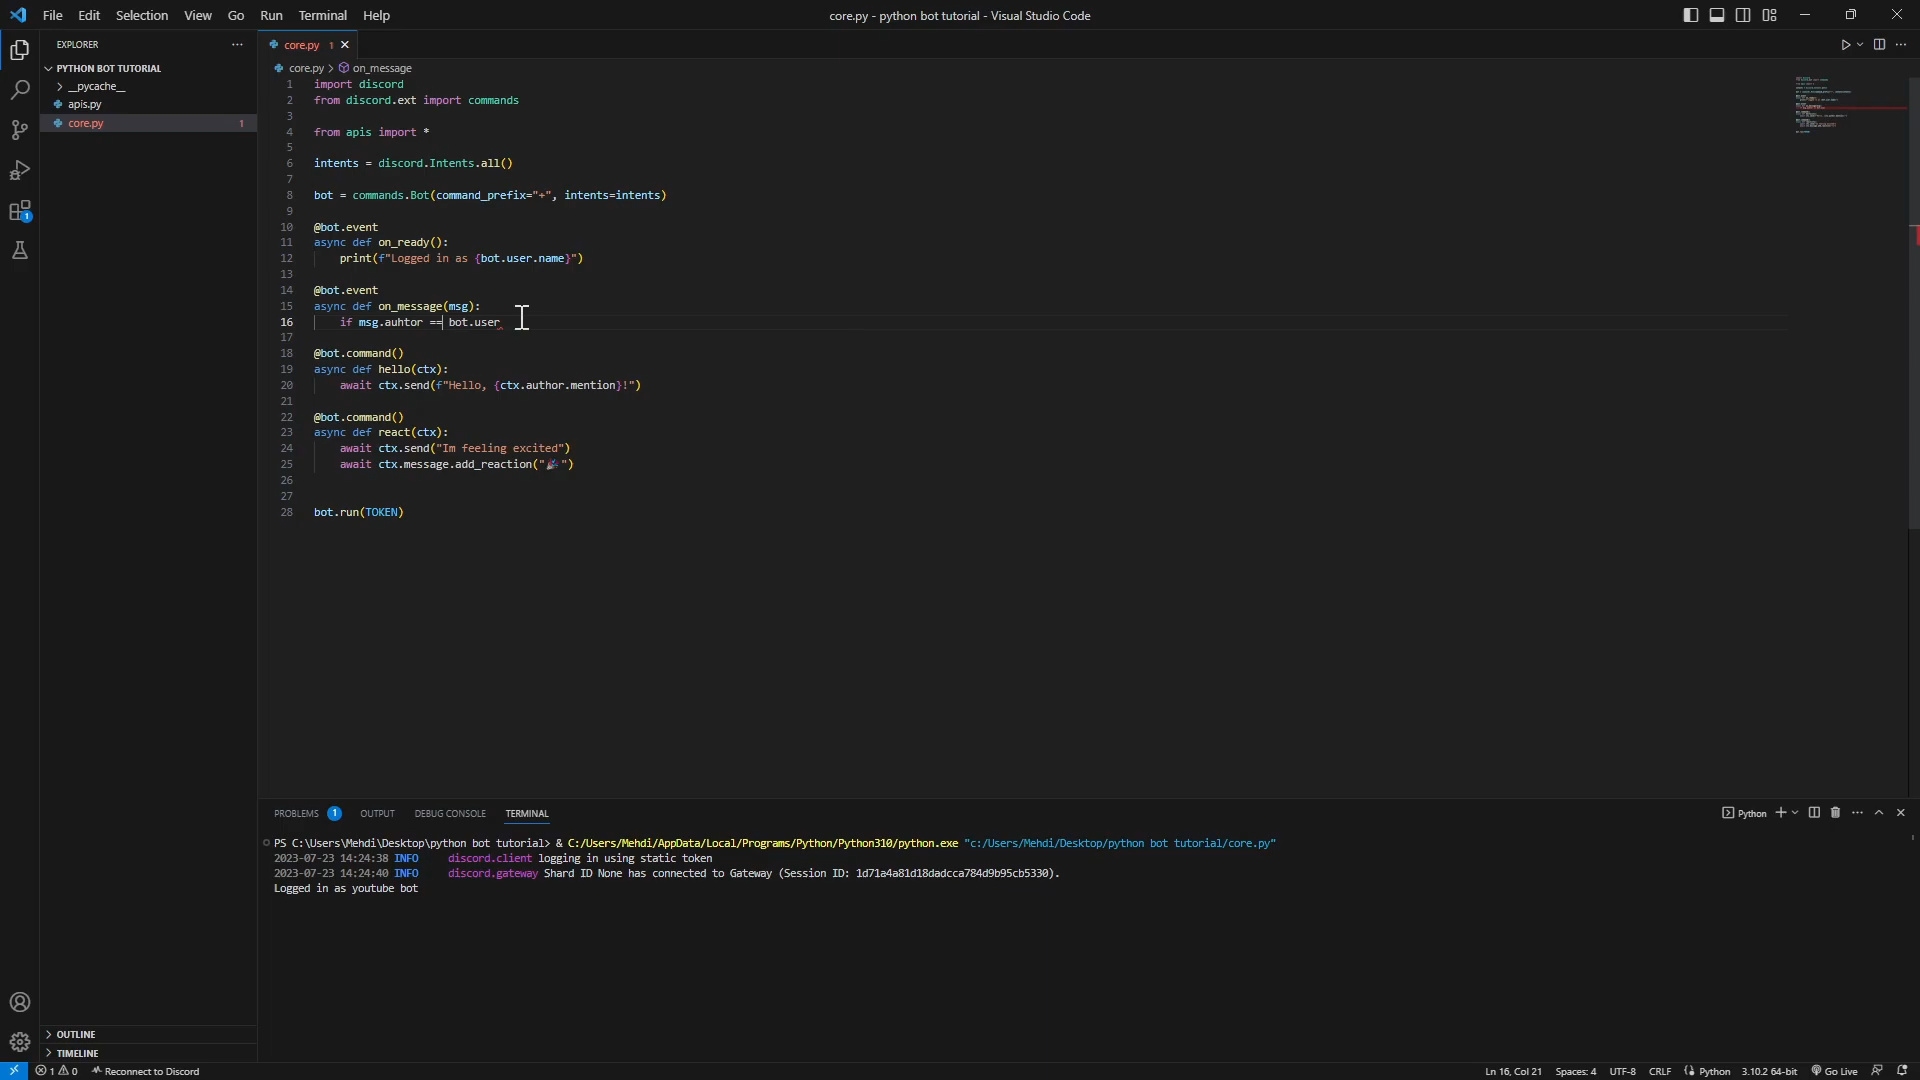 File Edit Selection View Go Run Terminal Help
core.py - python bot tutorial - Visual Studio Code
EXPLORER
PYTHON BOT TUTORIAL
__pycache__
apis.py
core.py 1
core.py 1
core.py > on_message
1 import discord
2 from discord.ext import commands
3
4 from apis import *
5
6 intents = discord.Intents.all()
7
8 bot = commands.Bot(command_prefix="+", intents=intents)
9
10 @bot.event
11 async def on_ready():
12 print(f"Logged in as {bot.user.name}")
13
14 @bot.event
15 async def on_message(msg):
16 if msg.auhtor == bot.user
17
18 @bot.command()
19 async def hello(ctx):
20 await ctx.send(f"Hello, {ctx.author.mention}!")
21
22 @bot.command()
23 async def react(ctx):
24 await ctx.send("Im feeling excited")
25 await ctx.message.add_reaction("🎉")
26
27
28 bot.run(TOKEN)
PROBLEMS 1 OUTPUT DEBUG CONSOLE TERMINAL
Python
PS C:\Users\Mehdi\Desktop\python bot tutorial> & C:/Users/Mehdi/AppData/Local/Programs/Python/Python310/python.exe "c:/Users/Mehdi/Desktop/python bot tutorial/core.py"
2023-07-23 14:24:38 INFO discord.client logging in using static token
2023-07-23 14:24:40 INFO discord.gateway Shard ID None has connected to Gateway (Session ID: 1d71a4a81d18dadcca784d9b95cb5330).
Logged in as youtube bot
1
OUTLINE
TIMELINE
1 0 Reconnect to Discord
Ln 16, Col 21 Spaces: 4 UTF-8 CRLF Python 3.10.2 64-bit Go Live